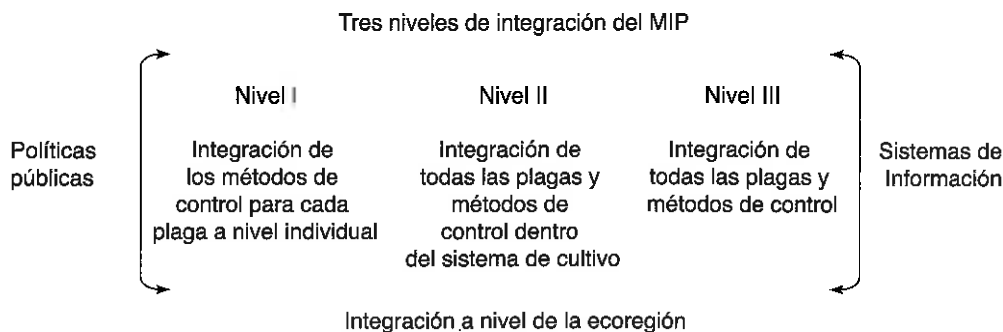 Tres niveles de integración del MIP
Políticas
públicas
Nivel I
Integración de
los métodos de
control para cada
plaga a nivel individual
Nivel II
Integración de
todas las plagas y
métodos de
control dentro
del sistema de cultivo
Nivel III
Integración de
todas las plagas y
métodos de control
Sistemas de
Información
Integración a nivel de la ecoregión